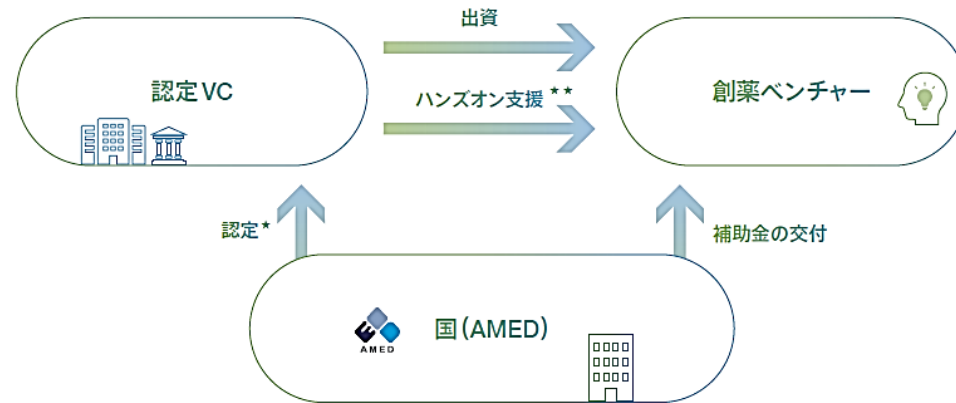 出資
認定VC
ハンズオン支援★★
創薬ベンチャー
認定★
補助金の交付
AMED
国(AMED)